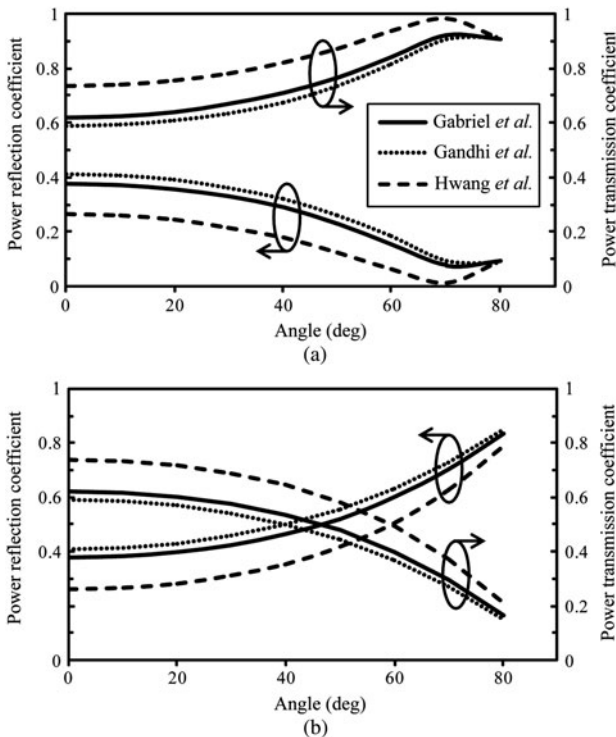 1
0.8
0.6
0.4
0.2
0
Power reflection coefficient
1
0.8
0.6
0.4
0.2
0
Power transmission coefficient
Gabriel et al.
Gandhi et al.
Hwang et al.
0 20 40 60 80
Angle (deg)
(a)
1
0.8
0.6
0.4
0
Power reflection coefficient
1
0.8
0.6
0.4
0.2
0
Power transmission coefficient
0 20 40 60 80
Angle (deg)
(b)